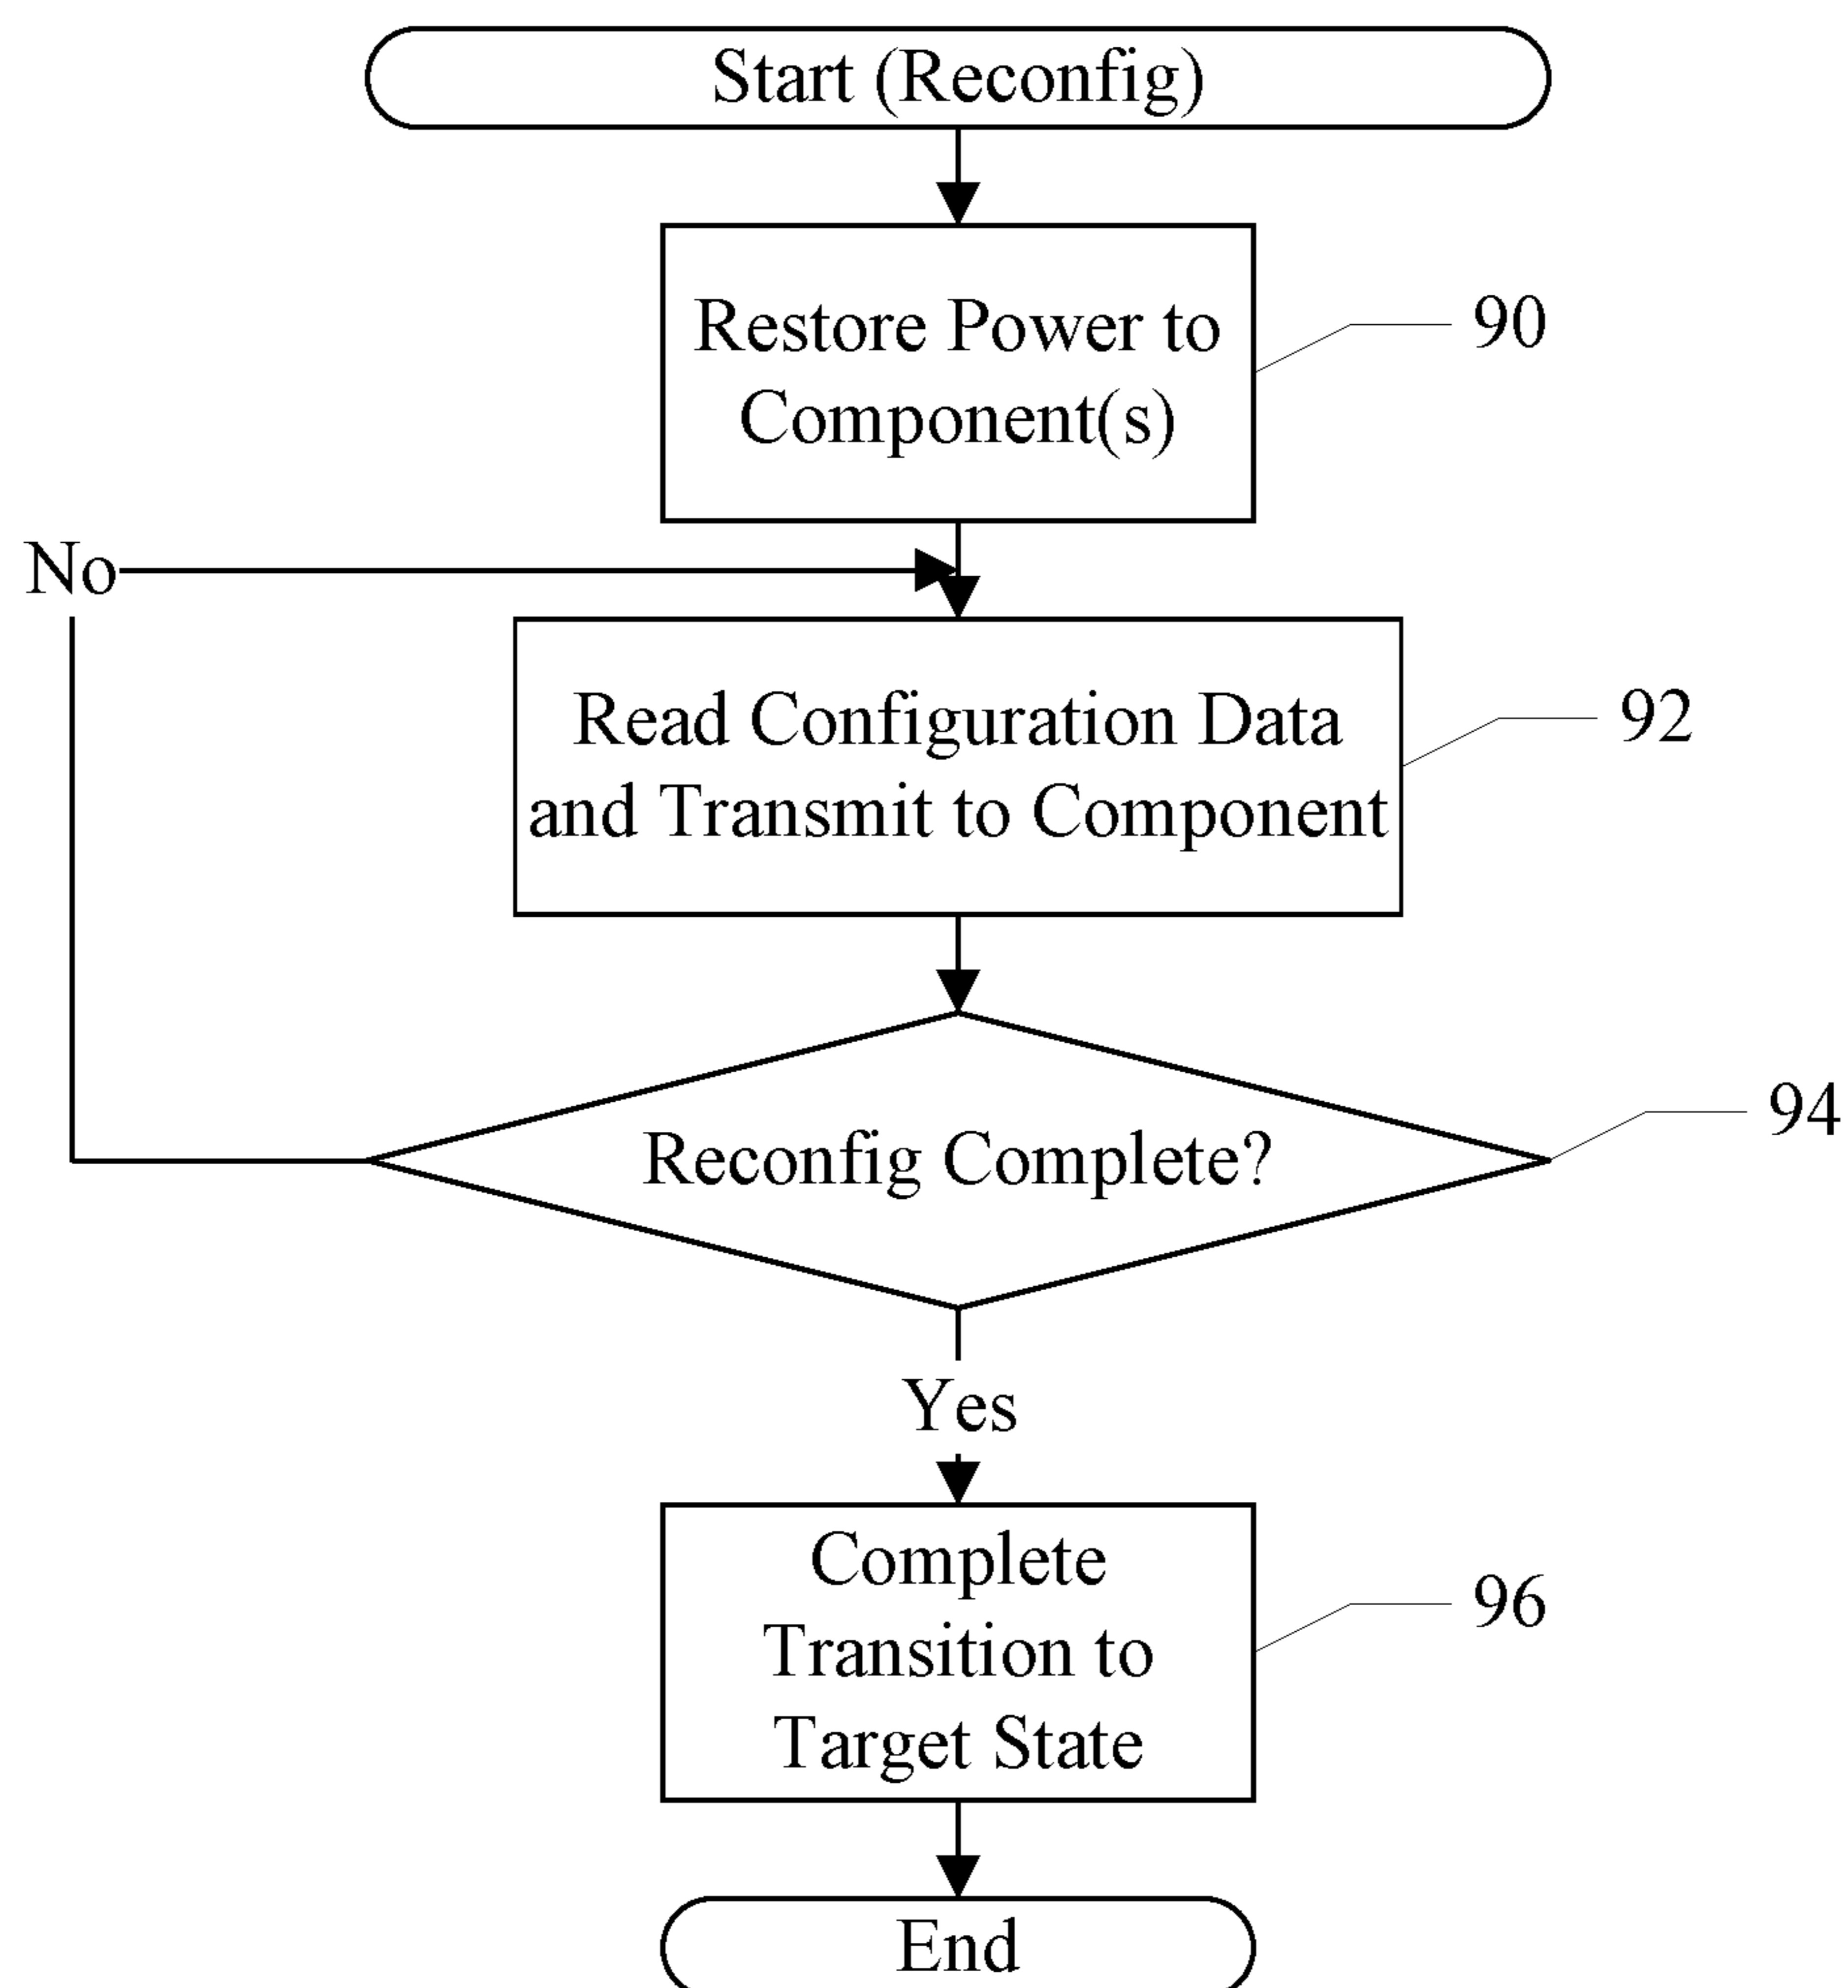 Start (Reconfig)
Restore Power to
Component(s)
90
No
Read Configuration Data
and Transmit to Component
92
Reconfig Complete?
94
Yes
Complete
Transition to
Target State
96
End